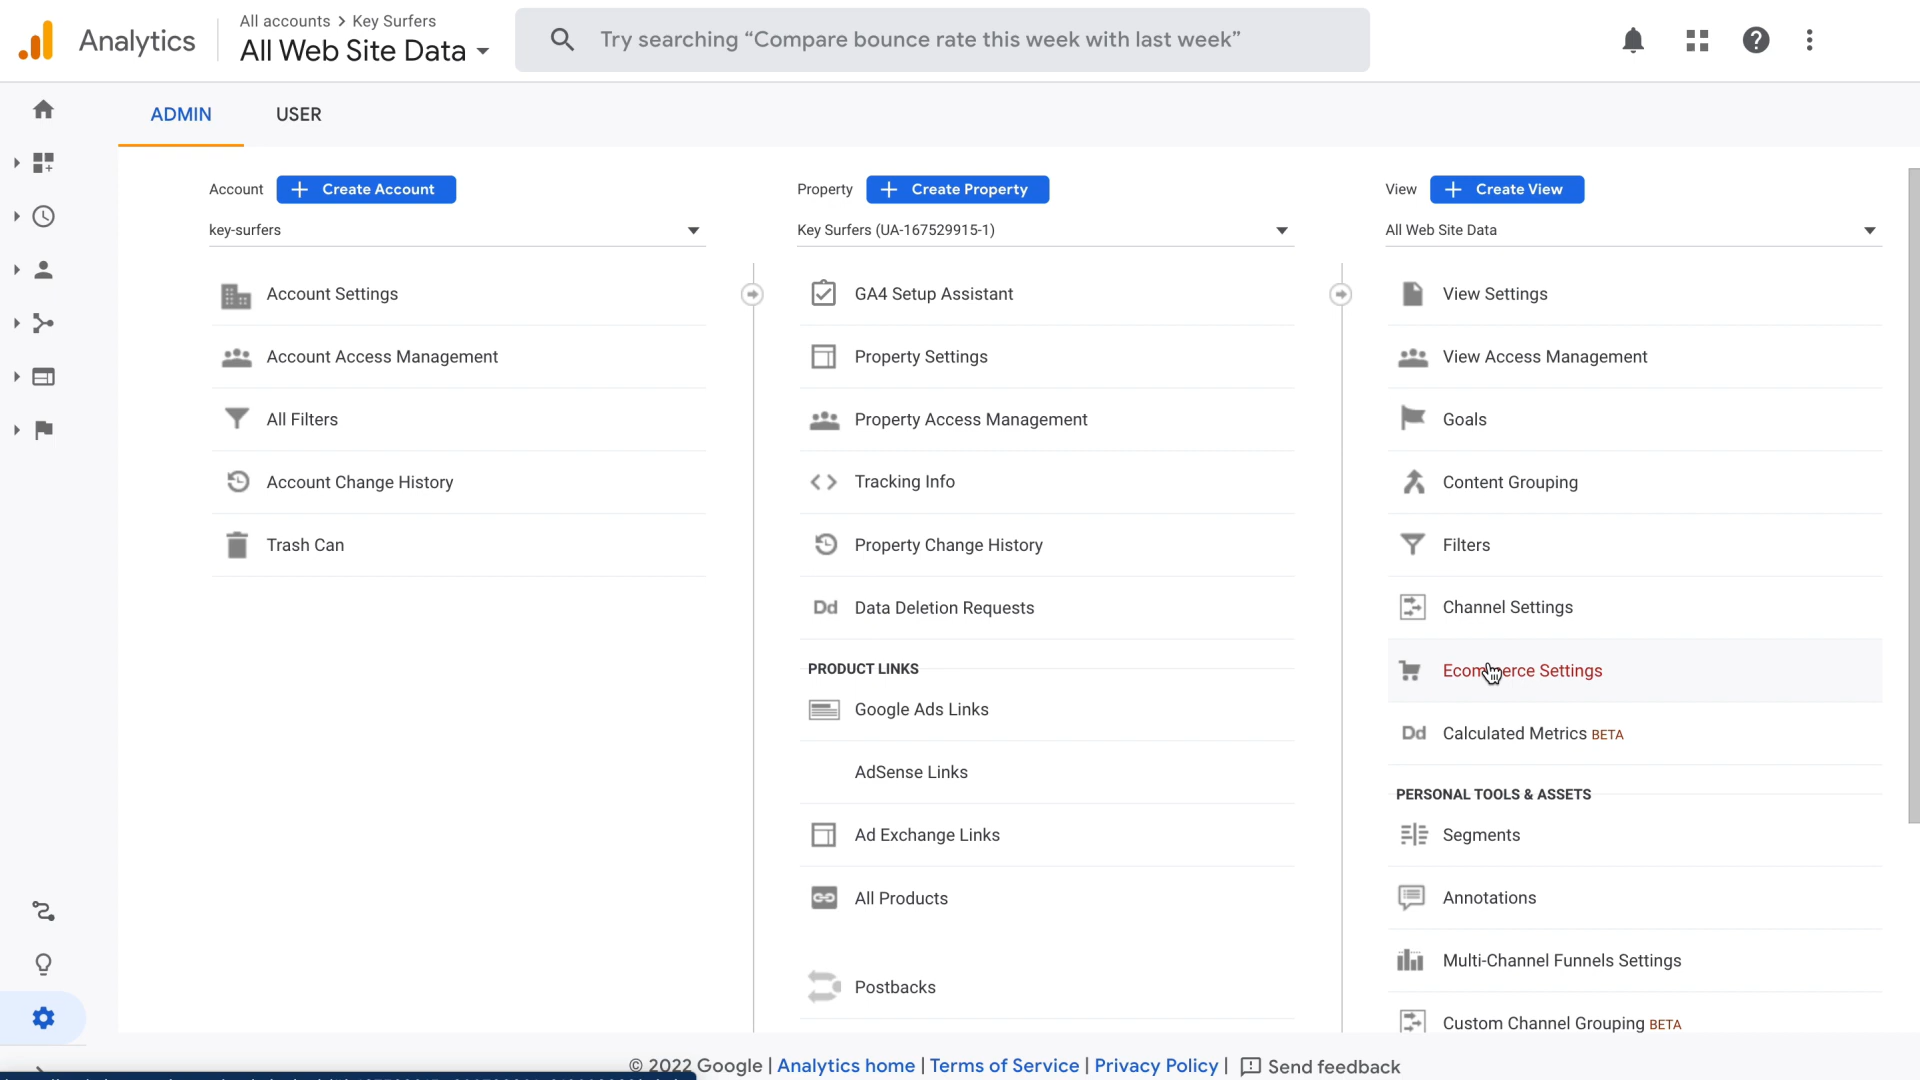 Analytics
All accounts > Key Surfers
All Web Site Data
Try searching “Compare bounce rate this week with last week”
ADMIN
USER
Account
+ Create Account
key-surfers
Account Settings
Account Access Management
All Filters
Account Change History
Trash Can
Property
+ Create Property
Key Surfers (UA-167529915-1)
GA4 Setup Assistant
Property Settings
Property Access Management
<> Tracking Info
Property Change History
Dd Data Deletion Requests
PRODUCT LINKS
Google Ads Links
AdSense Links
Ad Exchange Links
All Products
Postbacks
View
+ Create View
All Web Site Data
View Settings
View Access Management
Goals
Content Grouping
Filters
Channel Settings
Ecommerce Settings
Dd Calculated Metrics BETA
PERSONAL TOOLS & ASSETS
Segments
Annotations
Multi-Channel Funnels Settings
Custom Channel Grouping BETA
© 2022 Google | Analytics home | Terms of Service | Privacy Policy | Send feedback